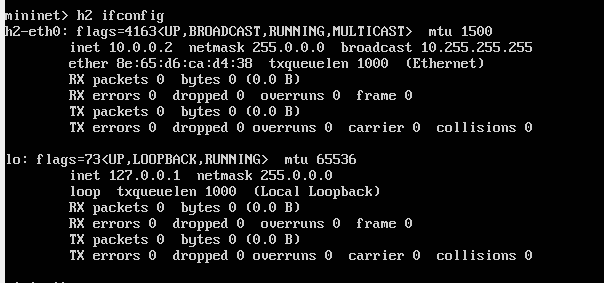 mininet> h2 ifconfig
h2-eth0: flags=4163<UP,BROADCAST,RUNNING,MULTICAST>  mtu 1500
        inet 10.0.0.2  netmask 255.0.0.0  broadcast 10.255.255.255
        ether 8e:65:d6:ca:d4:38  txqueuelen 1000  (Ethernet)
        RX packets 0  bytes 0 (0.0 B)
        RX errors 0  dropped 0  overruns 0  frame 0
        TX packets 0  bytes 0 (0.0 B)
        TX errors 0  dropped 0 overruns 0  carrier 0  collisions 0

lo: flags=73<UP,LOOPBACK,RUNNING>  mtu 65536
        inet 127.0.0.1  netmask 255.0.0.0
        loop  txqueuelen 1000  (Local Loopback)
        RX packets 0  bytes 0 (0.0 B)
        RX errors 0  dropped 0  overruns 0  frame 0
        TX packets 0  bytes 0 (0.0 B)
        TX errors 0  dropped 0 overruns 0  carrier 0  collisions 0